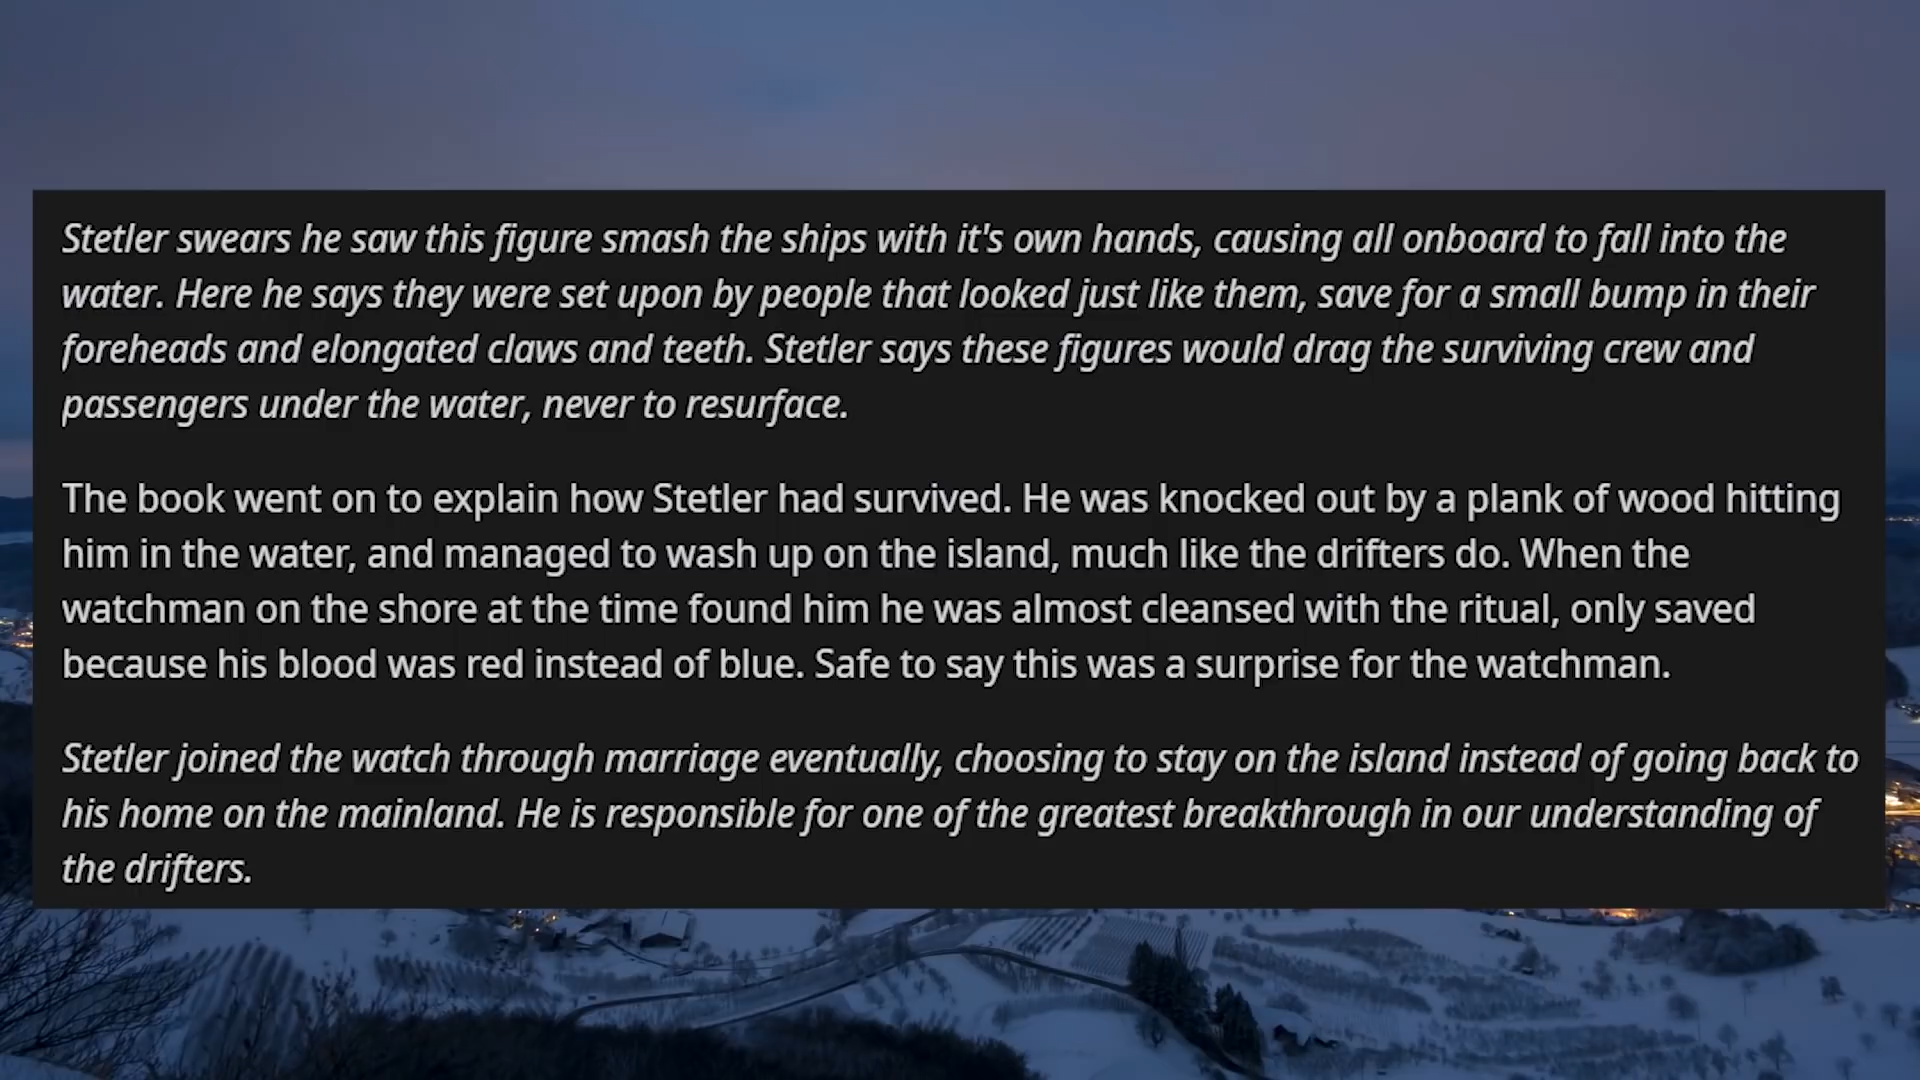 Stetler swears he saw this figure smash the ships with it's own hands, causing all onboard to fall into the
water. Here he says they were set upon by people that looked just like them, save for a small bump in their
foreheads and elongated claws and teeth. Stetler says these figures would drag the surviving crew and
passengers under the water, never to resurface.
The book went on to explain how Stetler had survived. He was knocked out by a plank of wood hitting
him in the water, and managed to wash up on the island, much like the drifters do. When the
watchman on the shore at the time found him he was almost cleansed with the ritual, only saved
because his blood was red instead of blue. Safe to say this was a surprise for the watchman.
Stetler joined the watch through marriage eventually, choosing to stay on the island instead of going back to
his home on the mainland. He is responsible for one of the greatest breakthrough in our understanding of
the drifters.